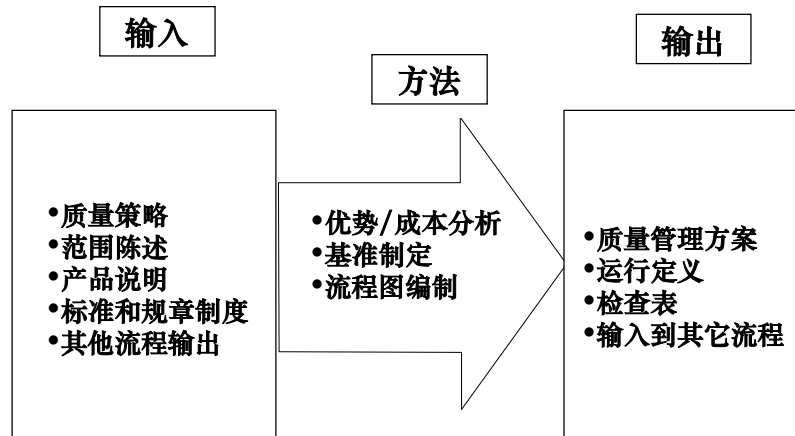 输入
方法
输出
•质量策略
•范围陈述
•产品说明
•标准和规章制度
•其他流程输出
•优势/成本分析
•基准制定
•流程图编制
•质量管理方案
•运行定义
•检查表
•输入到其它流程